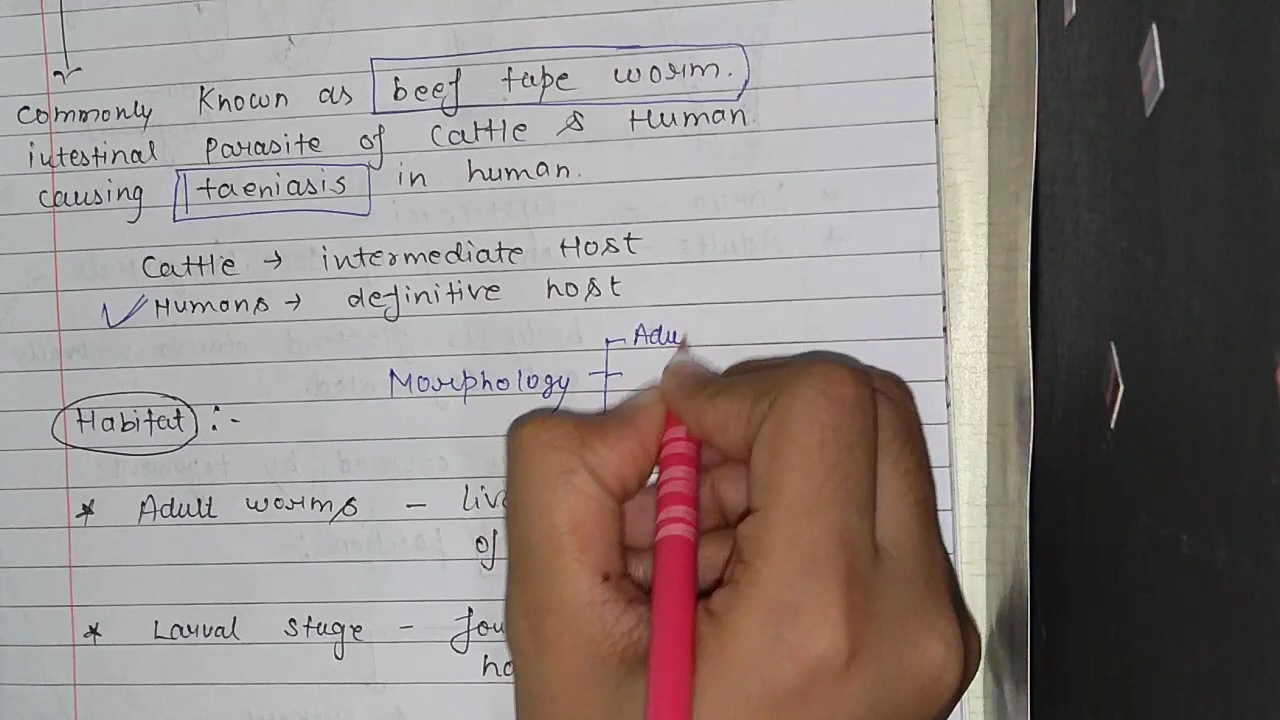 commonly known as beef tape worm.
intestinal parasite of cattle & Human.
causing taeniasis in human.
Cattle → intermediate Host
✓ Humans → definitive host
Adu
Morphology
Habitat :-
* Adult worms - liv
of
* Larval stage - fou
ho